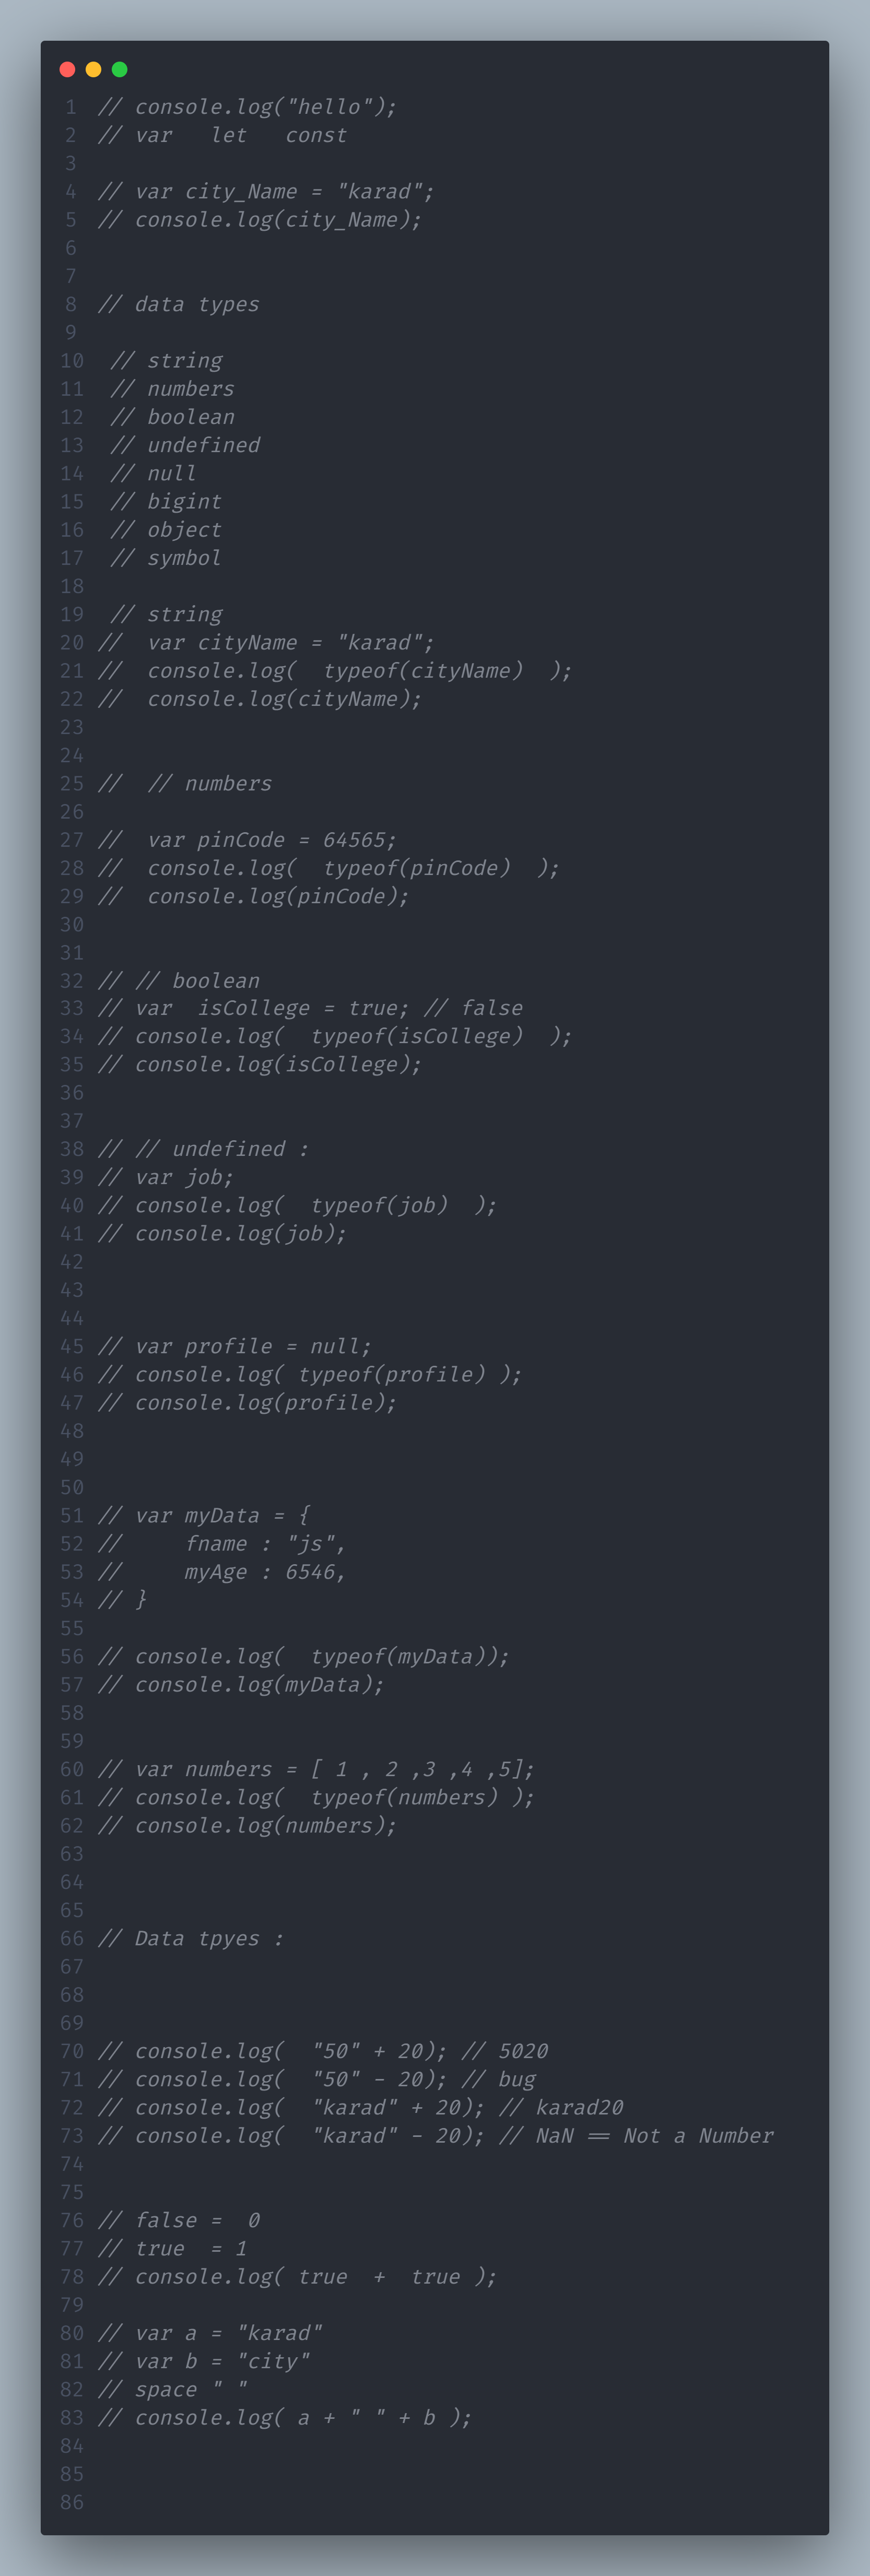 1 // console.log("hello");
2 // var   let   const
3
4 // var city_Name = "karad";
5 // console.log(city_Name);
6
7
8 // data types
9
10  // string
11  // numbers
12  // boolean
13  // undefined
14  // null
15  // bigint
16  // object
17  // symbol
18
19  // string
20 //  var cityName = "karad";
21 //  console.log(  typeof(cityName)  );
22 //  console.log(cityName);
23
24
25 //  // numbers
26
27 //  var pinCode = 64565;
28 //  console.log(  typeof(pinCode)  );
29 //  console.log(pinCode);
30
31
32 // // boolean
33 // var  isCollege = true; // false
34 // console.log(  typeof(isCollege)  );
35 // console.log(isCollege);
36
37
38 // // undefined :
39 // var job;
40 // console.log(  typeof(job)  );
41 // console.log(job);
42
43
44
45 // var profile = null;
46 // console.log( typeof(profile) );
47 // console.log(profile);
48
49
50
51 // var myData = {
52 //     fname : "js",
53 //     myAge : 6546,
54 // }
55
56 // console.log(  typeof(myData));
57 // console.log(myData);
58
59
60 // var numbers = [ 1 , 2 ,3 ,4 ,5];
61 // console.log(  typeof(numbers) );
62 // console.log(numbers);
63
64
65
66 // Data tpyes :
67
68
69
70 // console.log(  "50" + 20); // 5020
71 // console.log(  "50" - 20); // bug
72 // console.log(  "karad" + 20); // karad20
73 // console.log(  "karad" - 20); // NaN == Not a Number
74
75
76 // false =  0
77 // true  = 1
78 // console.log( true  +  true );
79
80 // var a = "karad"
81 // var b = "city"
82 // space " "
83 // console.log( a + " " + b );
84
85
86